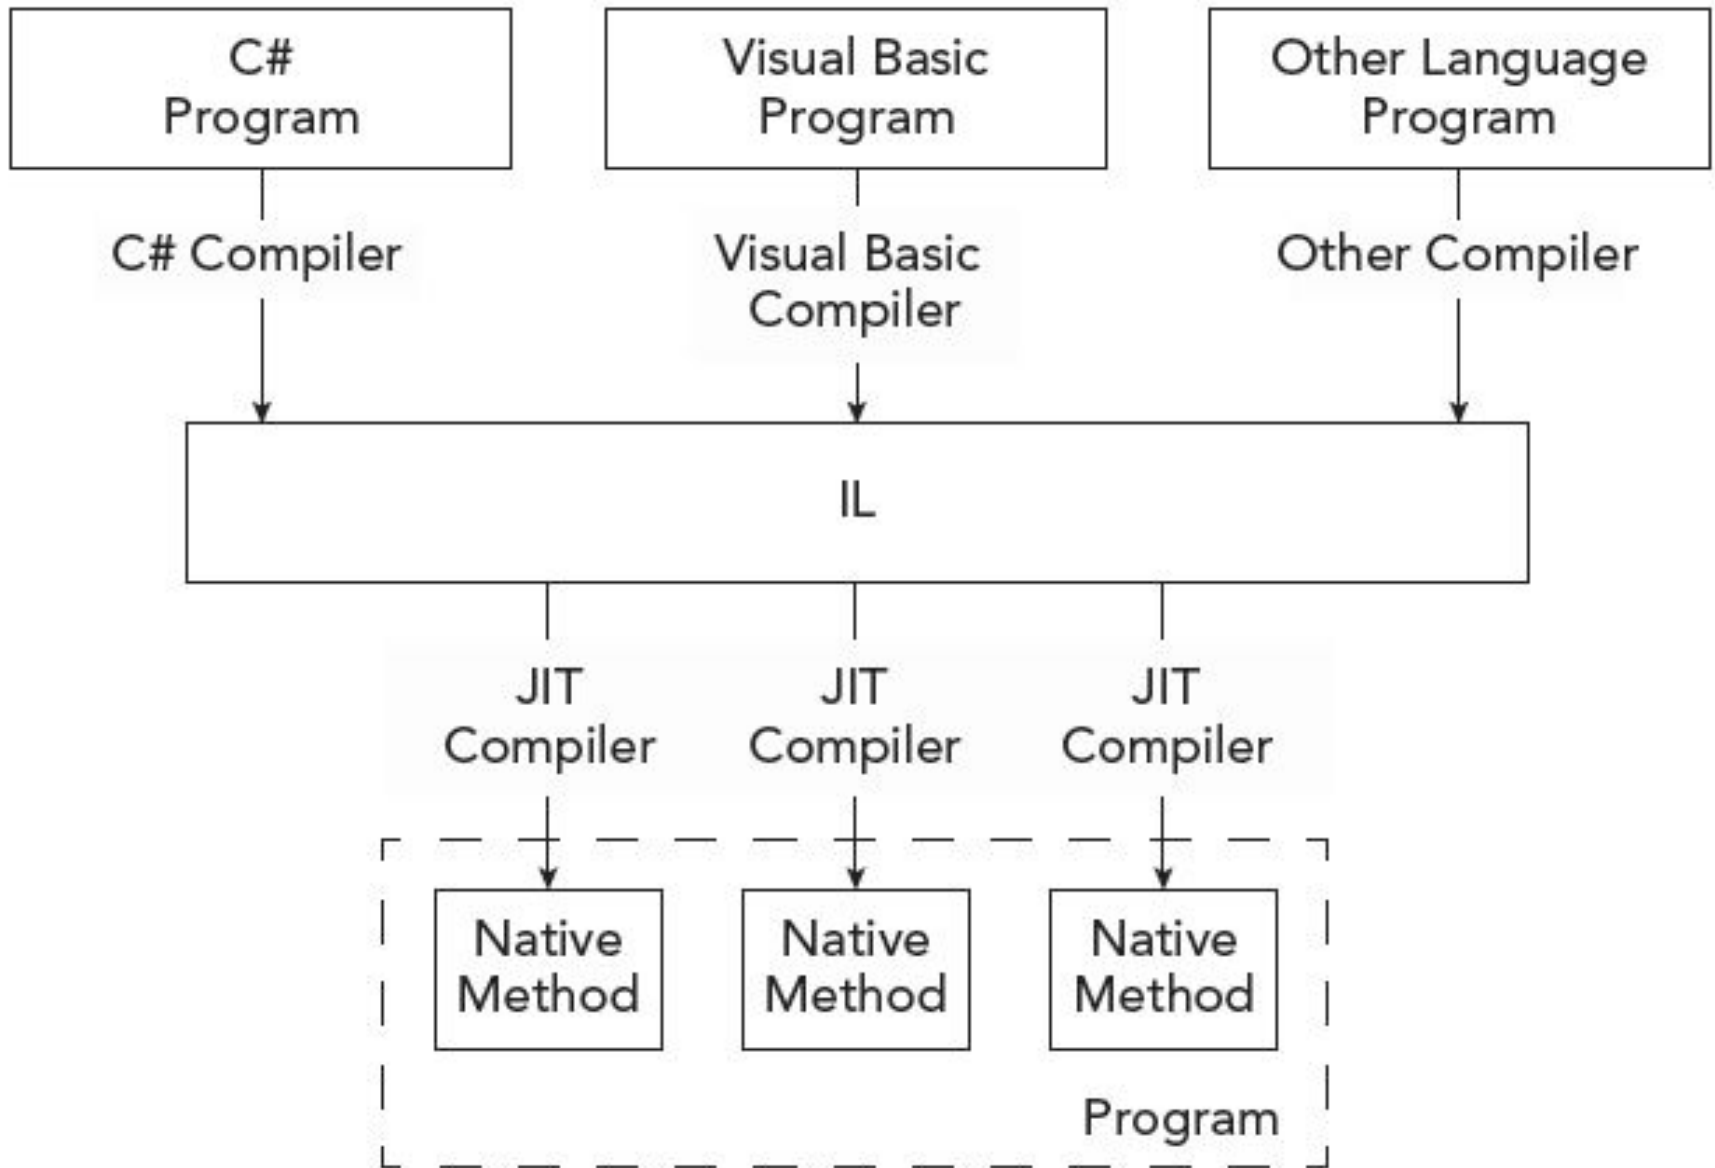 C#
Program
Visual Basic
Program
Other Language
Program
C# Compiler
Visual Basic
Compiler
Other Compiler
IL
JIT
Compiler
JIT
Compiler
JIT
Compiler
Native
Method
Native
Method
Native
Method
Program